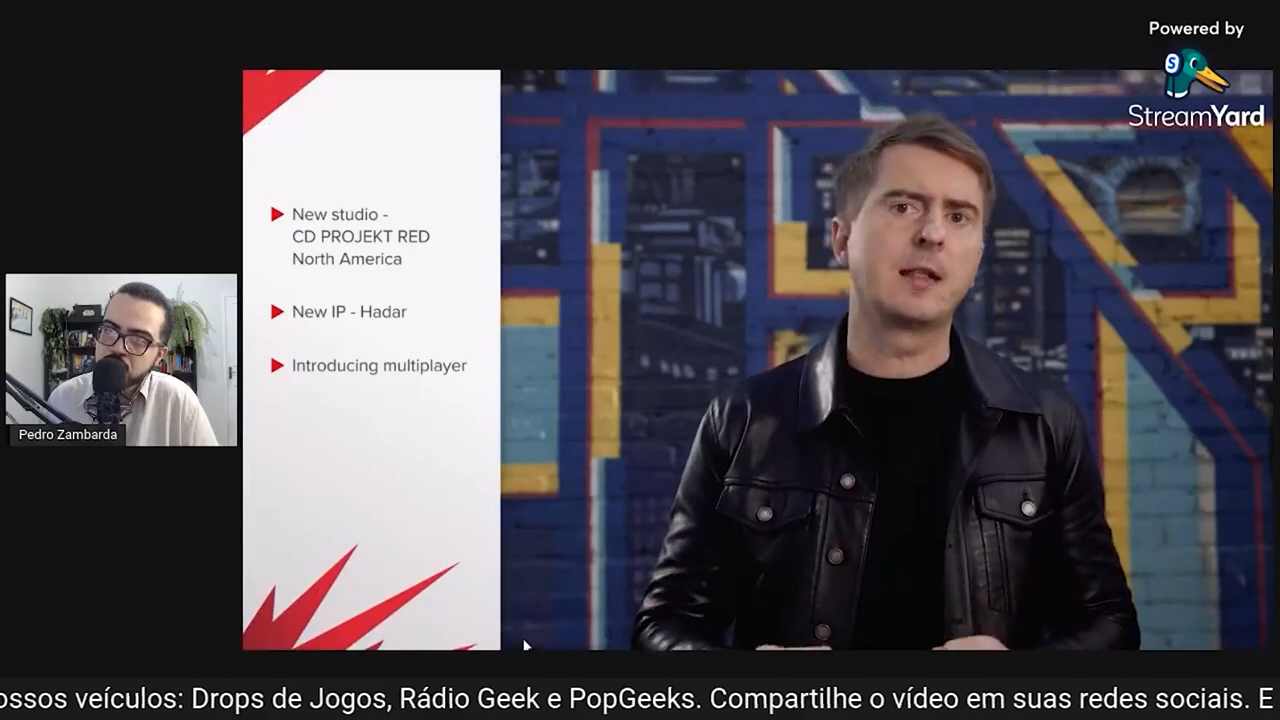 Powered by
S
StreamYard
New studio -
CD PROJEKT RED
North America
New IP - Hadar
Introducing multiplayer
Pedro Zambarda
ossos veículos: Drops de Jogos, Rádio Geek e PopGeeks. Compartilhe o vídeo em suas redes sociais. E